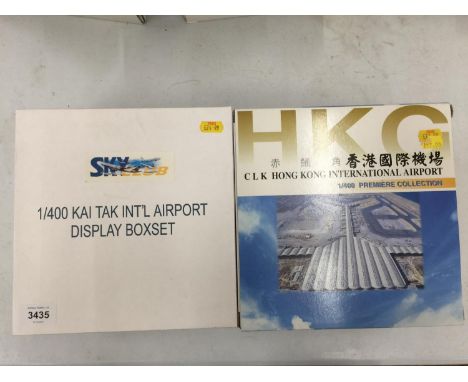 SKY CLUB
1/400 KAI TAK INT'L AIRPORT
DISPLAY BOXSET
3435
HKG
赤鱲角 香港國際機場
CLK HONG KONG INTERNATIONAL AIRPORT
1/400 PREMIERE COLLECTION